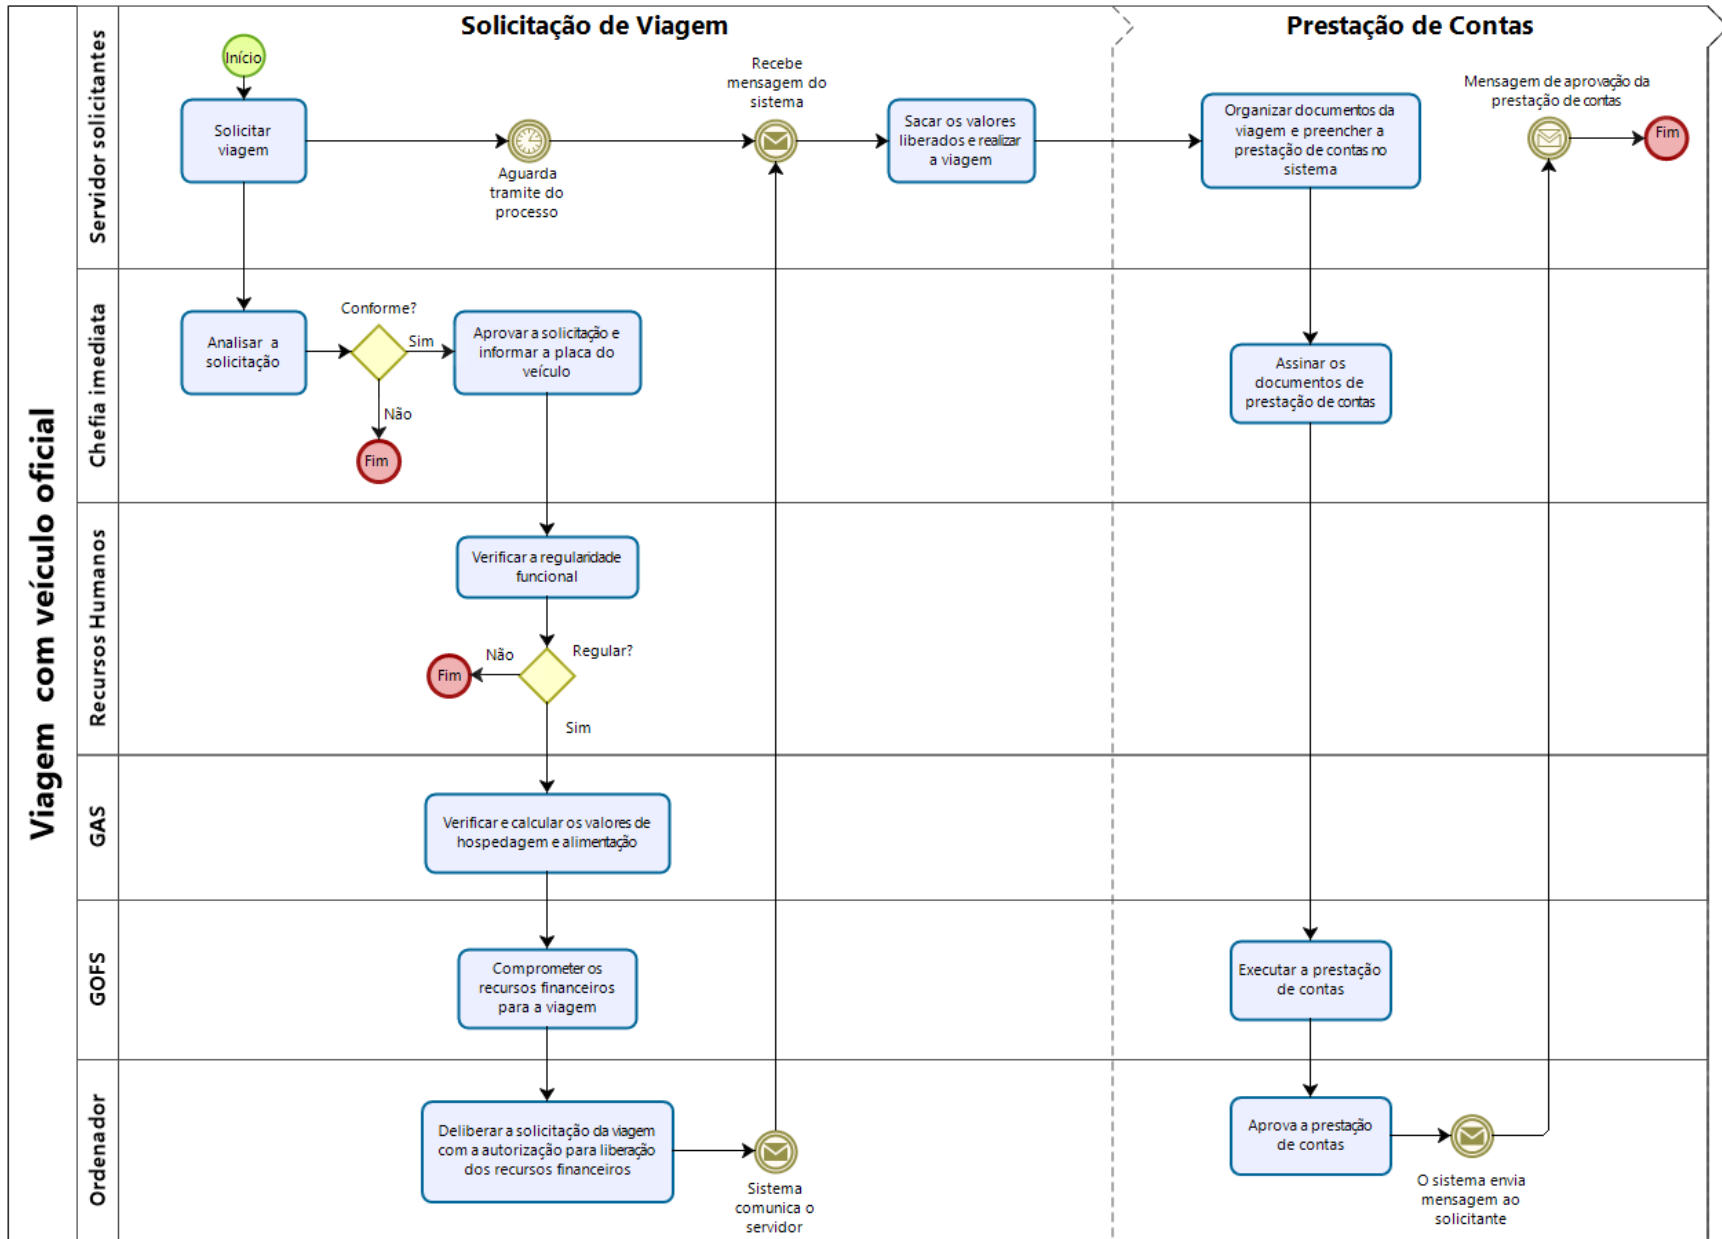 Viagem com veículo oficial
Solicitação de Viagem
Prestação de Contas
Servidor solicitantes
Início
Solicitar
viagem
Aguarda
tramite do
processo
Recebe
mensagem do
sistema
Sacar os valores
liberados e realizar
a viagem
Organizar documentos da
viagem e preencher a
prestação de contas no
sistema
Mensagem de aprovação da
prestação de contas
Fim
Chefia imediata
Analisar a
solicitação
Conforme?
Sim
Não
Fim
Aprovar a solicitação e
informar a placa do
veículo
Assinar os
documentos de
prestação de contas
Recursos Humanos
Verificar a regularidade
funcional
Regular?
Não
Fim
Sim
GAS
Verificar e calcular os valores de
hospedagem e alimentação
GOFS
Comprometer os
recursos financeiros
para a viagem
Executar a prestação
de contas
Ordenador
Deliberar a solicitação da viagem
com a autorização para liberação
dos recursos financeiros
Sistema
comunica o
servidor
Aprova a prestação
de contas
O sistema envia
mensagem ao
solicitante